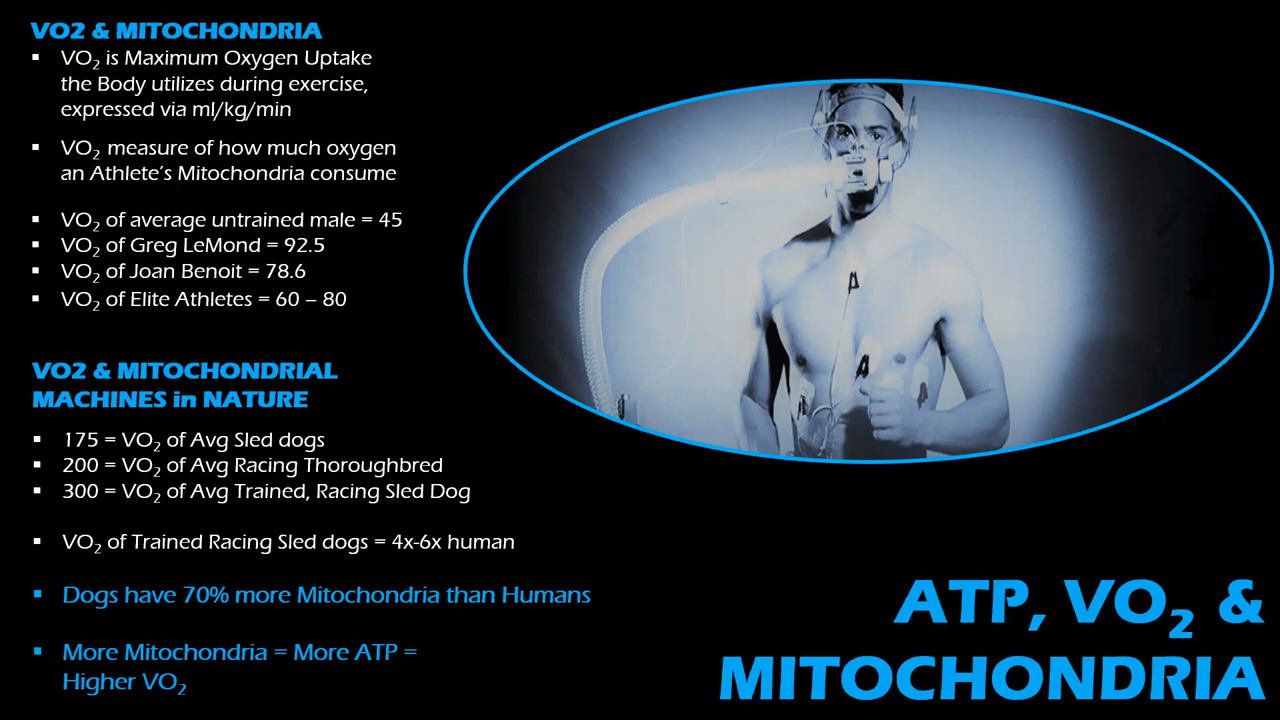 VO2 & MITOCHONDRIA
▪ VO₂ is Maximum Oxygen Uptake
the Body utilizes during exercise,
expressed via ml/kg/min
▪ VO₂ measure of how much oxygen
an Athlete's Mitochondria consume
▪ VO₂ of average untrained male = 45
▪ VO₂ of Greg LeMond = 92.5
▪ VO₂ of Joan Benoit = 78.6
▪ VO₂ of Elite Athletes = 60 – 80
VO2 & MITOCHONDRIAL
MACHINES in NATURE
▪ 175 = VO₂ of Avg Sled dogs
▪ 200 = VO₂ of Avg Racing Thoroughbred
▪ 300 = VO₂ of Avg Trained, Racing Sled Dog
▪ VO₂ of Trained Racing Sled dogs = 4x-6x human
▪ Dogs have 70% more Mitochondria than Humans
▪ More Mitochondria = More ATP =
Higher VO₂
ATP, VO₂ &
MITOCHONDRIA